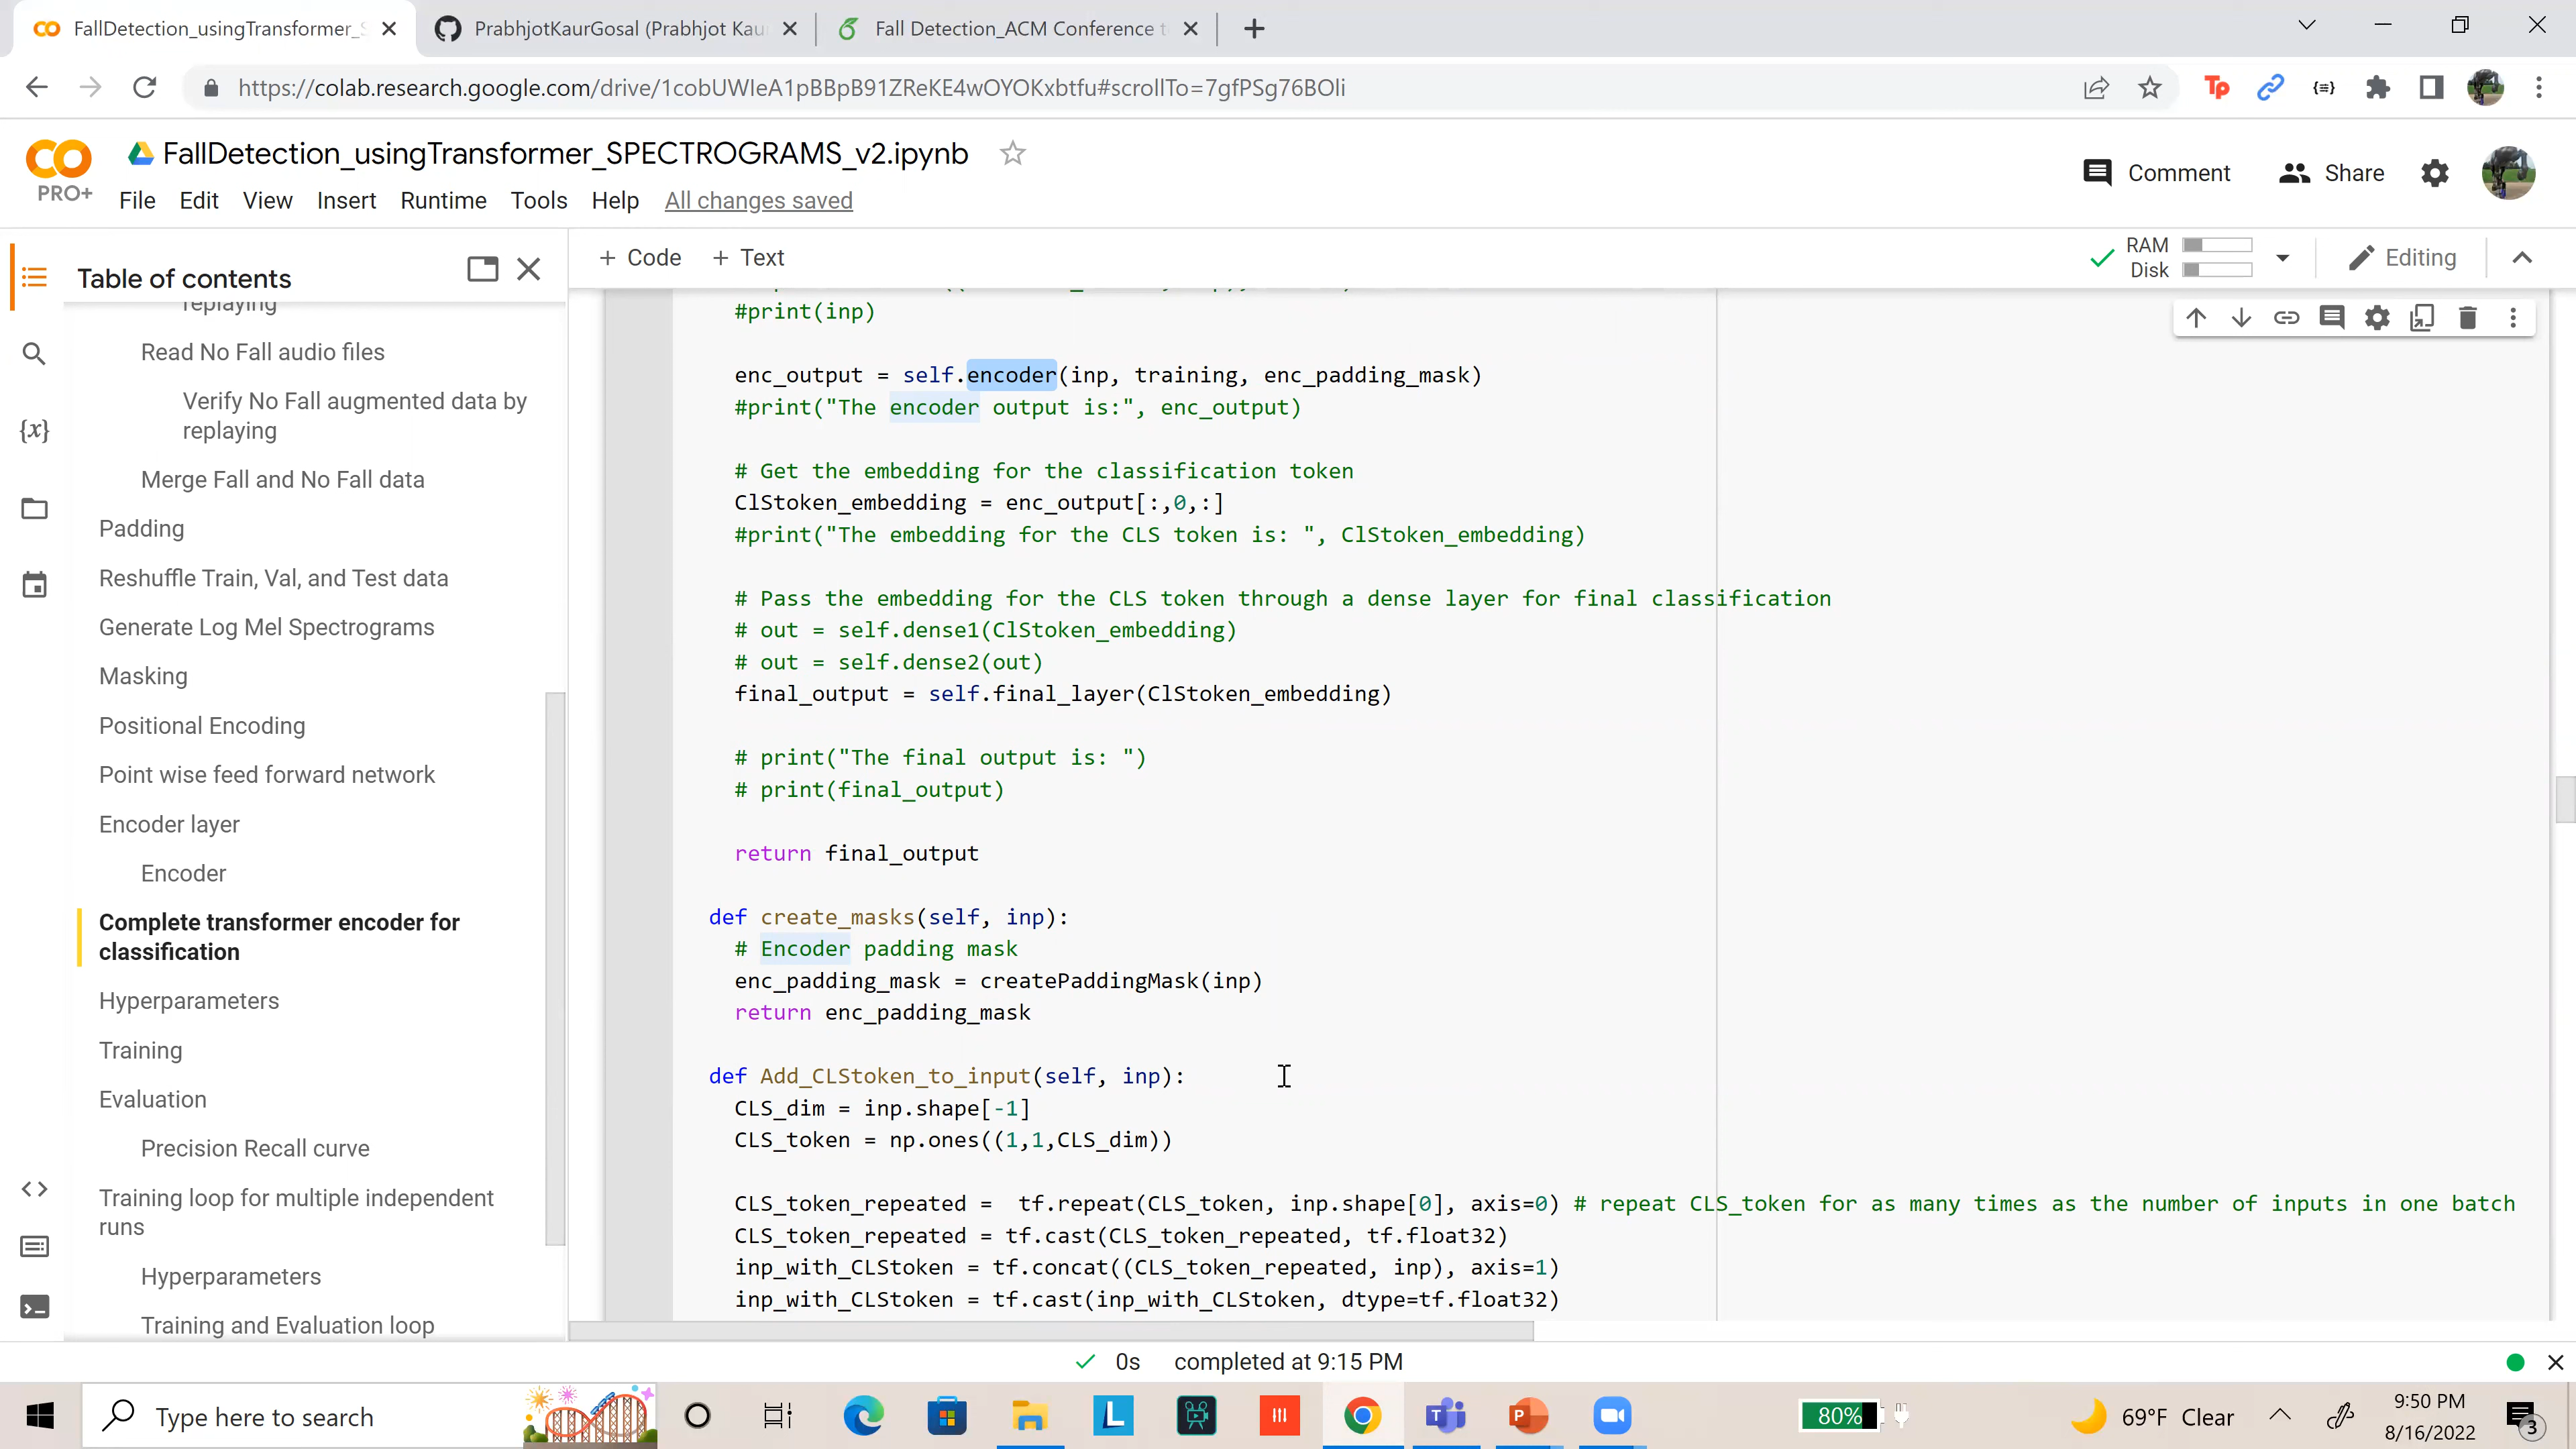 FallDetection_usingTransformer_S
PrabhjotKaurGosal (Prabhjot Kau
Fall Detection_ACM Conference t
https://colab.research.google.com/drive/1cobUWIeA1pBBpB91ZReKE4wOYOKxbtfu#scrollTo=7gfPSg76BOli
Tp
CO
PRO+
FallDetection_usingTransformer_SPECTROGRAMS_v2.ipynb
File Edit View Insert Runtime Tools Help All changes saved
Comment
Share
Table of contents
+ Code + Text
RAM
Disk
Editing
replaying
Read No Fall audio files
Verify No Fall augmented data by
replaying
Merge Fall and No Fall data
Padding
Reshuffle Train, Val, and Test data
Generate Log Mel Spectrograms
Masking
Positional Encoding
Point wise feed forward network
Encoder layer
Encoder
Complete transformer encoder for
classification
Hyperparameters
Training
Evaluation
Precision Recall curve
Training loop for multiple independent
runs
Hyperparameters
Training and Evaluation loop
#print(inp)
enc_output = self.encoder(inp, training, enc_padding_mask)
#print("The encoder output is:", enc_output)
# Get the embedding for the classification token
ClStoken_embedding = enc_output[:,0,:]
#print("The embedding for the CLS token is: ", ClStoken_embedding)
# Pass the embedding for the CLS token through a dense layer for final classification
# out = self.dense1(ClStoken_embedding)
# out = self.dense2(out)
final_output = self.final_layer(ClStoken_embedding)
# print("The final output is: ")
# print(final_output)
return final_output
def create_masks(self, inp):
# Encoder padding mask
enc_padding_mask = createPaddingMask(inp)
return enc_padding_mask
def Add_CLStoken_to_input(self, inp):
CLS_dim = inp.shape[-1]
CLS_token = np.ones((1,1,CLS_dim))
CLS_token_repeated =  tf.repeat(CLS_token, inp.shape[0], axis=0) # repeat CLS_token for as many times as the number of inputs in one batch
CLS_token_repeated = tf.cast(CLS_token_repeated, tf.float32)
inp_with_CLStoken = tf.concat((CLS_token_repeated, inp), axis=1)
inp_with_CLStoken = tf.cast(inp_with_CLStoken, dtype=tf.float32)
0s completed at 9:15 PM
Type here to search
80%
69°F Clear
9:50 PM
8/16/2022
3